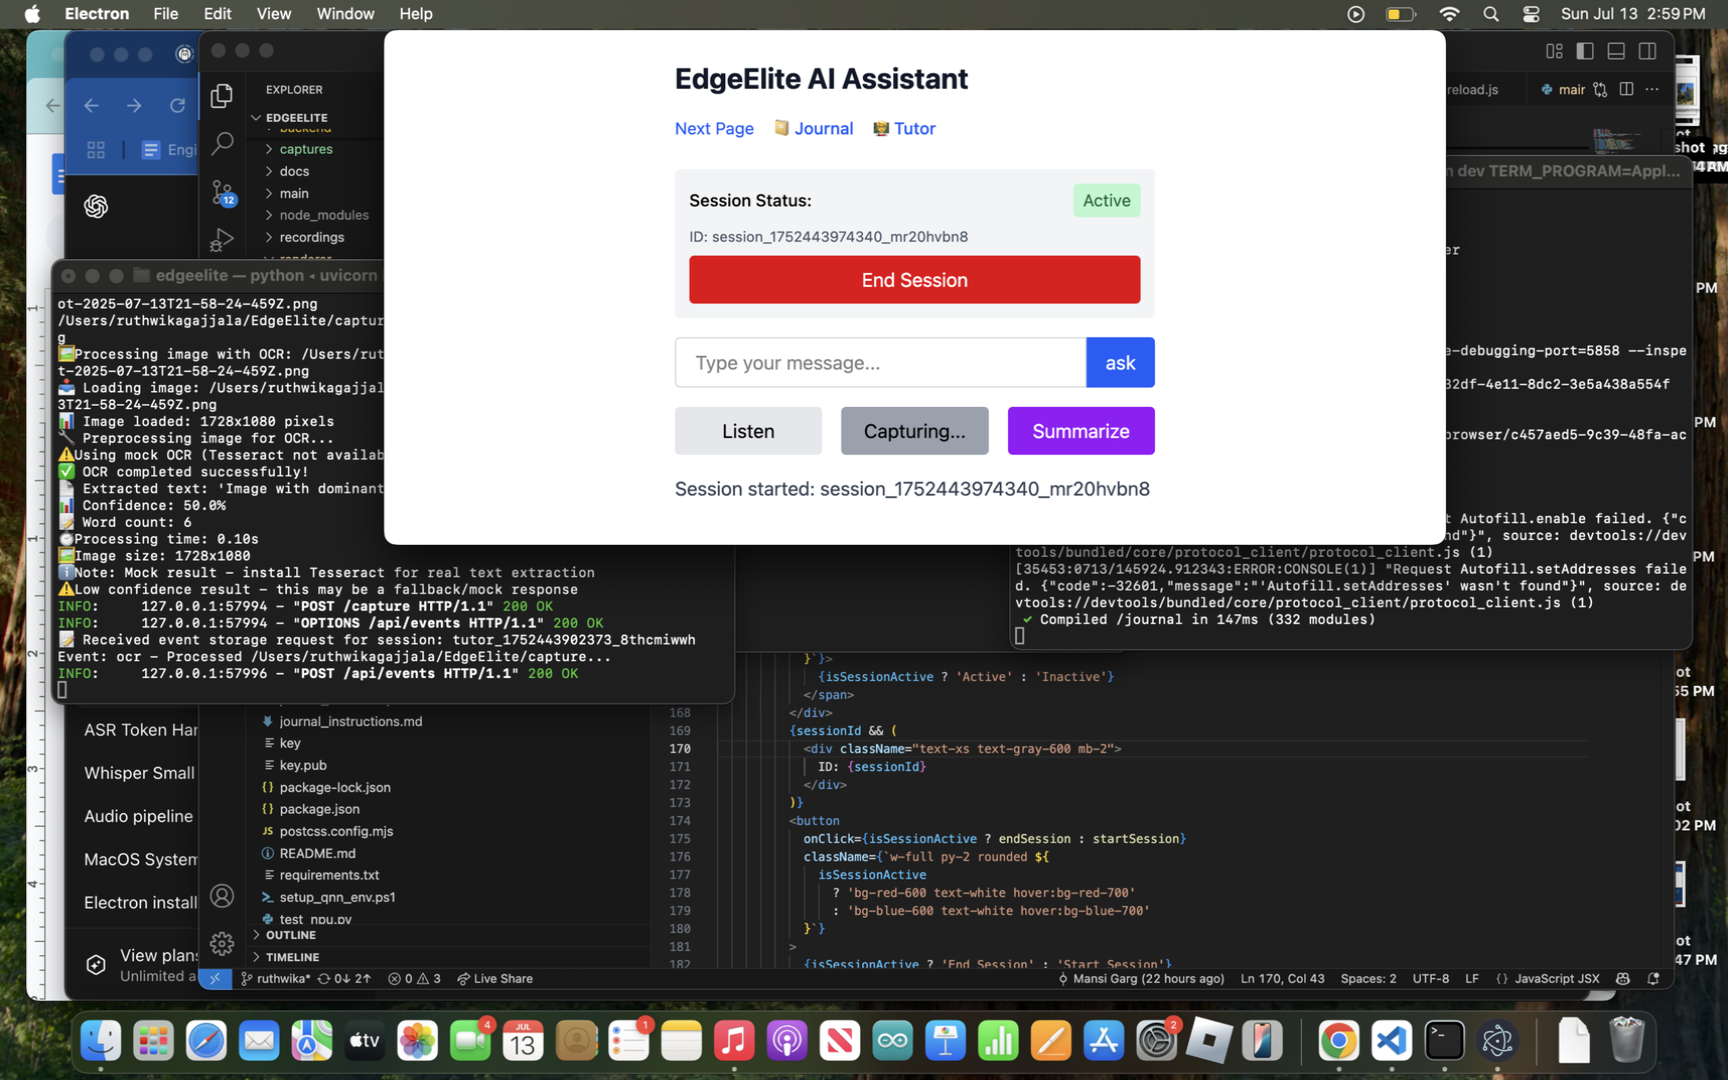 Electron File Edit View Window Help
Sun Jul 13 2:59 PM
EdgeElite AI Assistant
Next Page Journal Tutor
Session Status:
Active
ID: session_1752443974340_mr20hvbn8
End Session
Type your message...
ask
Listen
Capturing...
Summarize
Session started: session_1752443974340_mr20hvbn8
Engi
EXPLORER
EDGEELITE
backend
captures
docs
main
node_modules
recordings
12
eload.js
main
edgeelite — python ◂ uvicorn
ot-2025-07-13T21-58-24-459Z.png
/Users/ruthwikagajjala/EdgeElite/captur
g
Processing image with OCR: /Users/rut
t-2025-07-13T21-58-24-459Z.png
Loading image: /Users/ruthwikagajjal
3T21-58-24-459Z.png
Image loaded: 1728x1080 pixels
Preprocessing image for OCR...
Using mock OCR (Tesseract not availab
OCR completed successfully!
Extracted text: 'Image with dominant
Confidence: 50.0%
Word count: 6
Processing time: 0.10s
Image size: 1728x1080
Note: Mock result – install Tesseract for real text extraction
Low confidence result – this may be a fallback/mock response
INFO: 127.0.0.1:57994 – "POST /capture HTTP/1.1" 200 OK
INFO: 127.0.0.1:57994 – "OPTIONS /api/events HTTP/1.1" 200 OK
Received event storage request for session: tutor_1752443902373_8thcmiwwh
Event: ocr – Processed /Users/ruthwikagajjala/EdgeElite/capture...
INFO: 127.0.0.1:57996 – "POST /api/events HTTP/1.1" 200 OK
n dev TERM_PROGRAM=Appl...
er
e-debugging-port=5858 --inspe
32df-4e11-8dc2-3e5a438a554f
browser/c457aed5-9c39-48fa-ac
t Autofill.enable failed. {"c
nd"}", source: devtools://dev
tools/bundled/core/protocol_client/protocol_client.js (1)
[35453:0713/145924.912343:ERROR:CONSOLE(1)] "Request Autofill.setAddresses faile
d. {"code":-32601,"message":"'Autofill.setAddresses' wasn't found"}", source: de
vtools://devtools/bundled/core/protocol_client/protocol_client.js (1)
✓ Compiled /journal in 147ms (332 modules)
ASR Token Har
Whisper Small
Audio pipeline
MacOS System
Electron install
View plans
Unlimited a
journal_instructions.md
key
key.pub
package-lock.json
package.json
postcss.config.mjs
README.md
requirements.txt
setup_qnn_env.ps1
test_npu.py
OUTLINE
TIMELINE
}`}>
{isSessionActive ? 'Active' : 'Inactive'}
</span>
168 </div>
169 {sessionId && (
170 <div className="text-xs text-gray-600 mb-2">
171 ID: {sessionId}
172 </div>
173 )}
174 <button
175 onClick={isSessionActive ? endSession : startSession}
176 className={`w-full py-2 rounded ${
177 isSessionActive
178 ? 'bg-red-600 text-white hover:bg-red-700'
179 : 'bg-blue-600 text-white hover:bg-blue-700'
180 }`}
181 >
182 {isSessionActive ? 'End Session' : 'Start Session'}
ruthwika* 0↓ 2↑ 0 3 Live Share
Mansi Garg (22 hours ago) Ln 170, Col 43 Spaces: 2 UTF-8 LF {} JavaScript JSX
shot
PM
PM
PM
ot
55 PM
ot
02 PM
ot
47 PM
4
JUL
13
1
tv
2